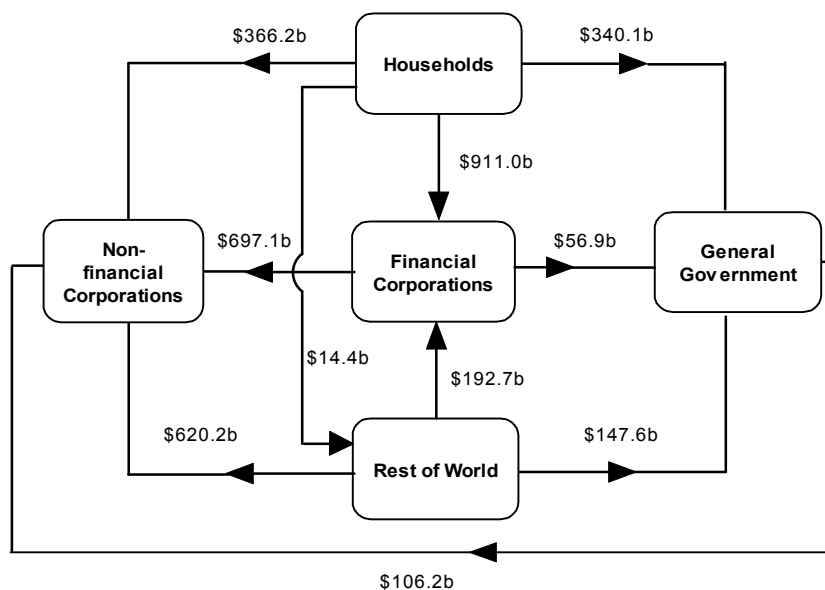 $366.2b
Households
$340.1b
$911.0b
Non-
financial
Corporations
$697.1b
Financial
Corporations
$56.9b
General
Government
$14.4b
$192.7b
$620.2b
Rest of World
$147.6b
$106.2b